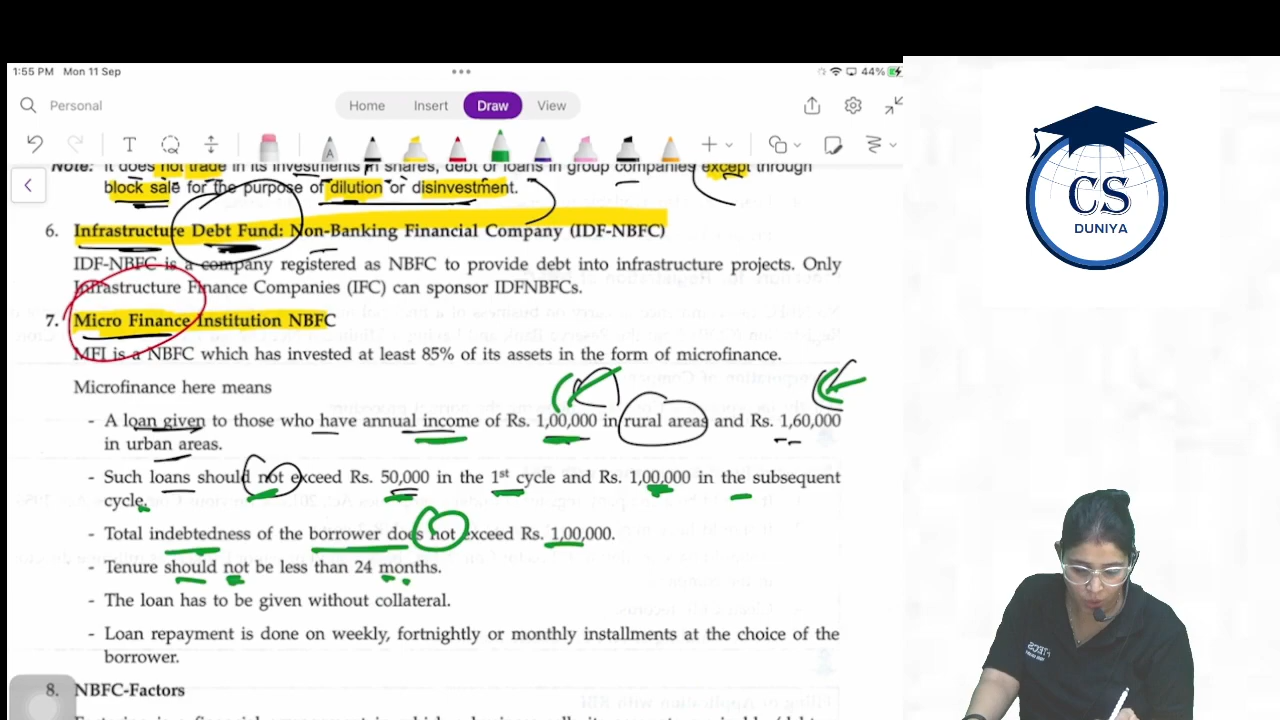 1:55 PM Mon 11 Sep
44%
Personal
Home Insert Draw View
Note: It does not trade in its investments in shares, debt or loans in group companies except through
block sale for the purpose of dilution or disinvestment.
6. Infrastructure Debt Fund: Non-Banking Financial Company (IDF-NBFC)
IDF-NBFC is a company registered as NBFC to provide debt into infrastructure projects. Only
Infrastructure Finance Companies (IFC) can sponsor IDFNBFCs.
7. Micro Finance Institution NBFC
MFI is a NBFC which has invested at least 85% of its assets in the form of microfinance.
Microfinance here means
- A loan given to those who have annual income of Rs. 1,00,000 in rural areas and Rs. 1,60,000
in urban areas.
- Such loans should not exceed Rs. 50,000 in the 1st cycle and Rs. 1,00,000 in the subsequent
cycle.
- Total indebtedness of the borrower does not exceed Rs. 1,00,000.
- Tenure should not be less than 24 months.
- The loan has to be given without collateral.
- Loan repayment is done on weekly, fortnightly or monthly installments at the choice of the
borrower.
8. NBFC-Factors
CS
DUNIYA